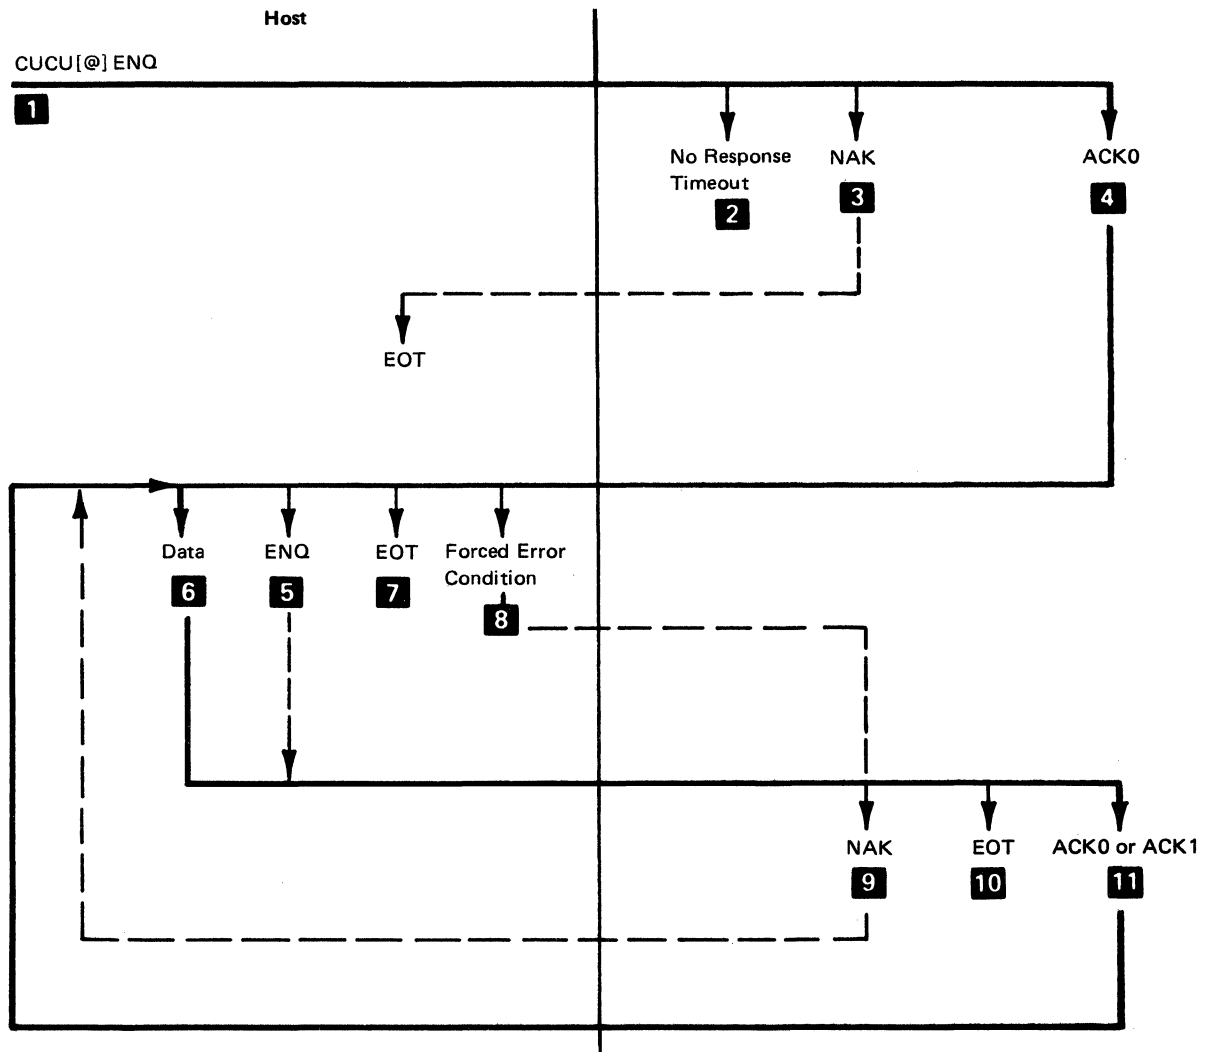 Host
CUCU[@] ENQ
1
No Response
Timeout
2
NAK
3
ACK0
4
EOT
Data
6
ENQ
5
EOT
7
Forced Error
Condition
8
NAK
9
EOT
10
ACK0 or ACK1
11